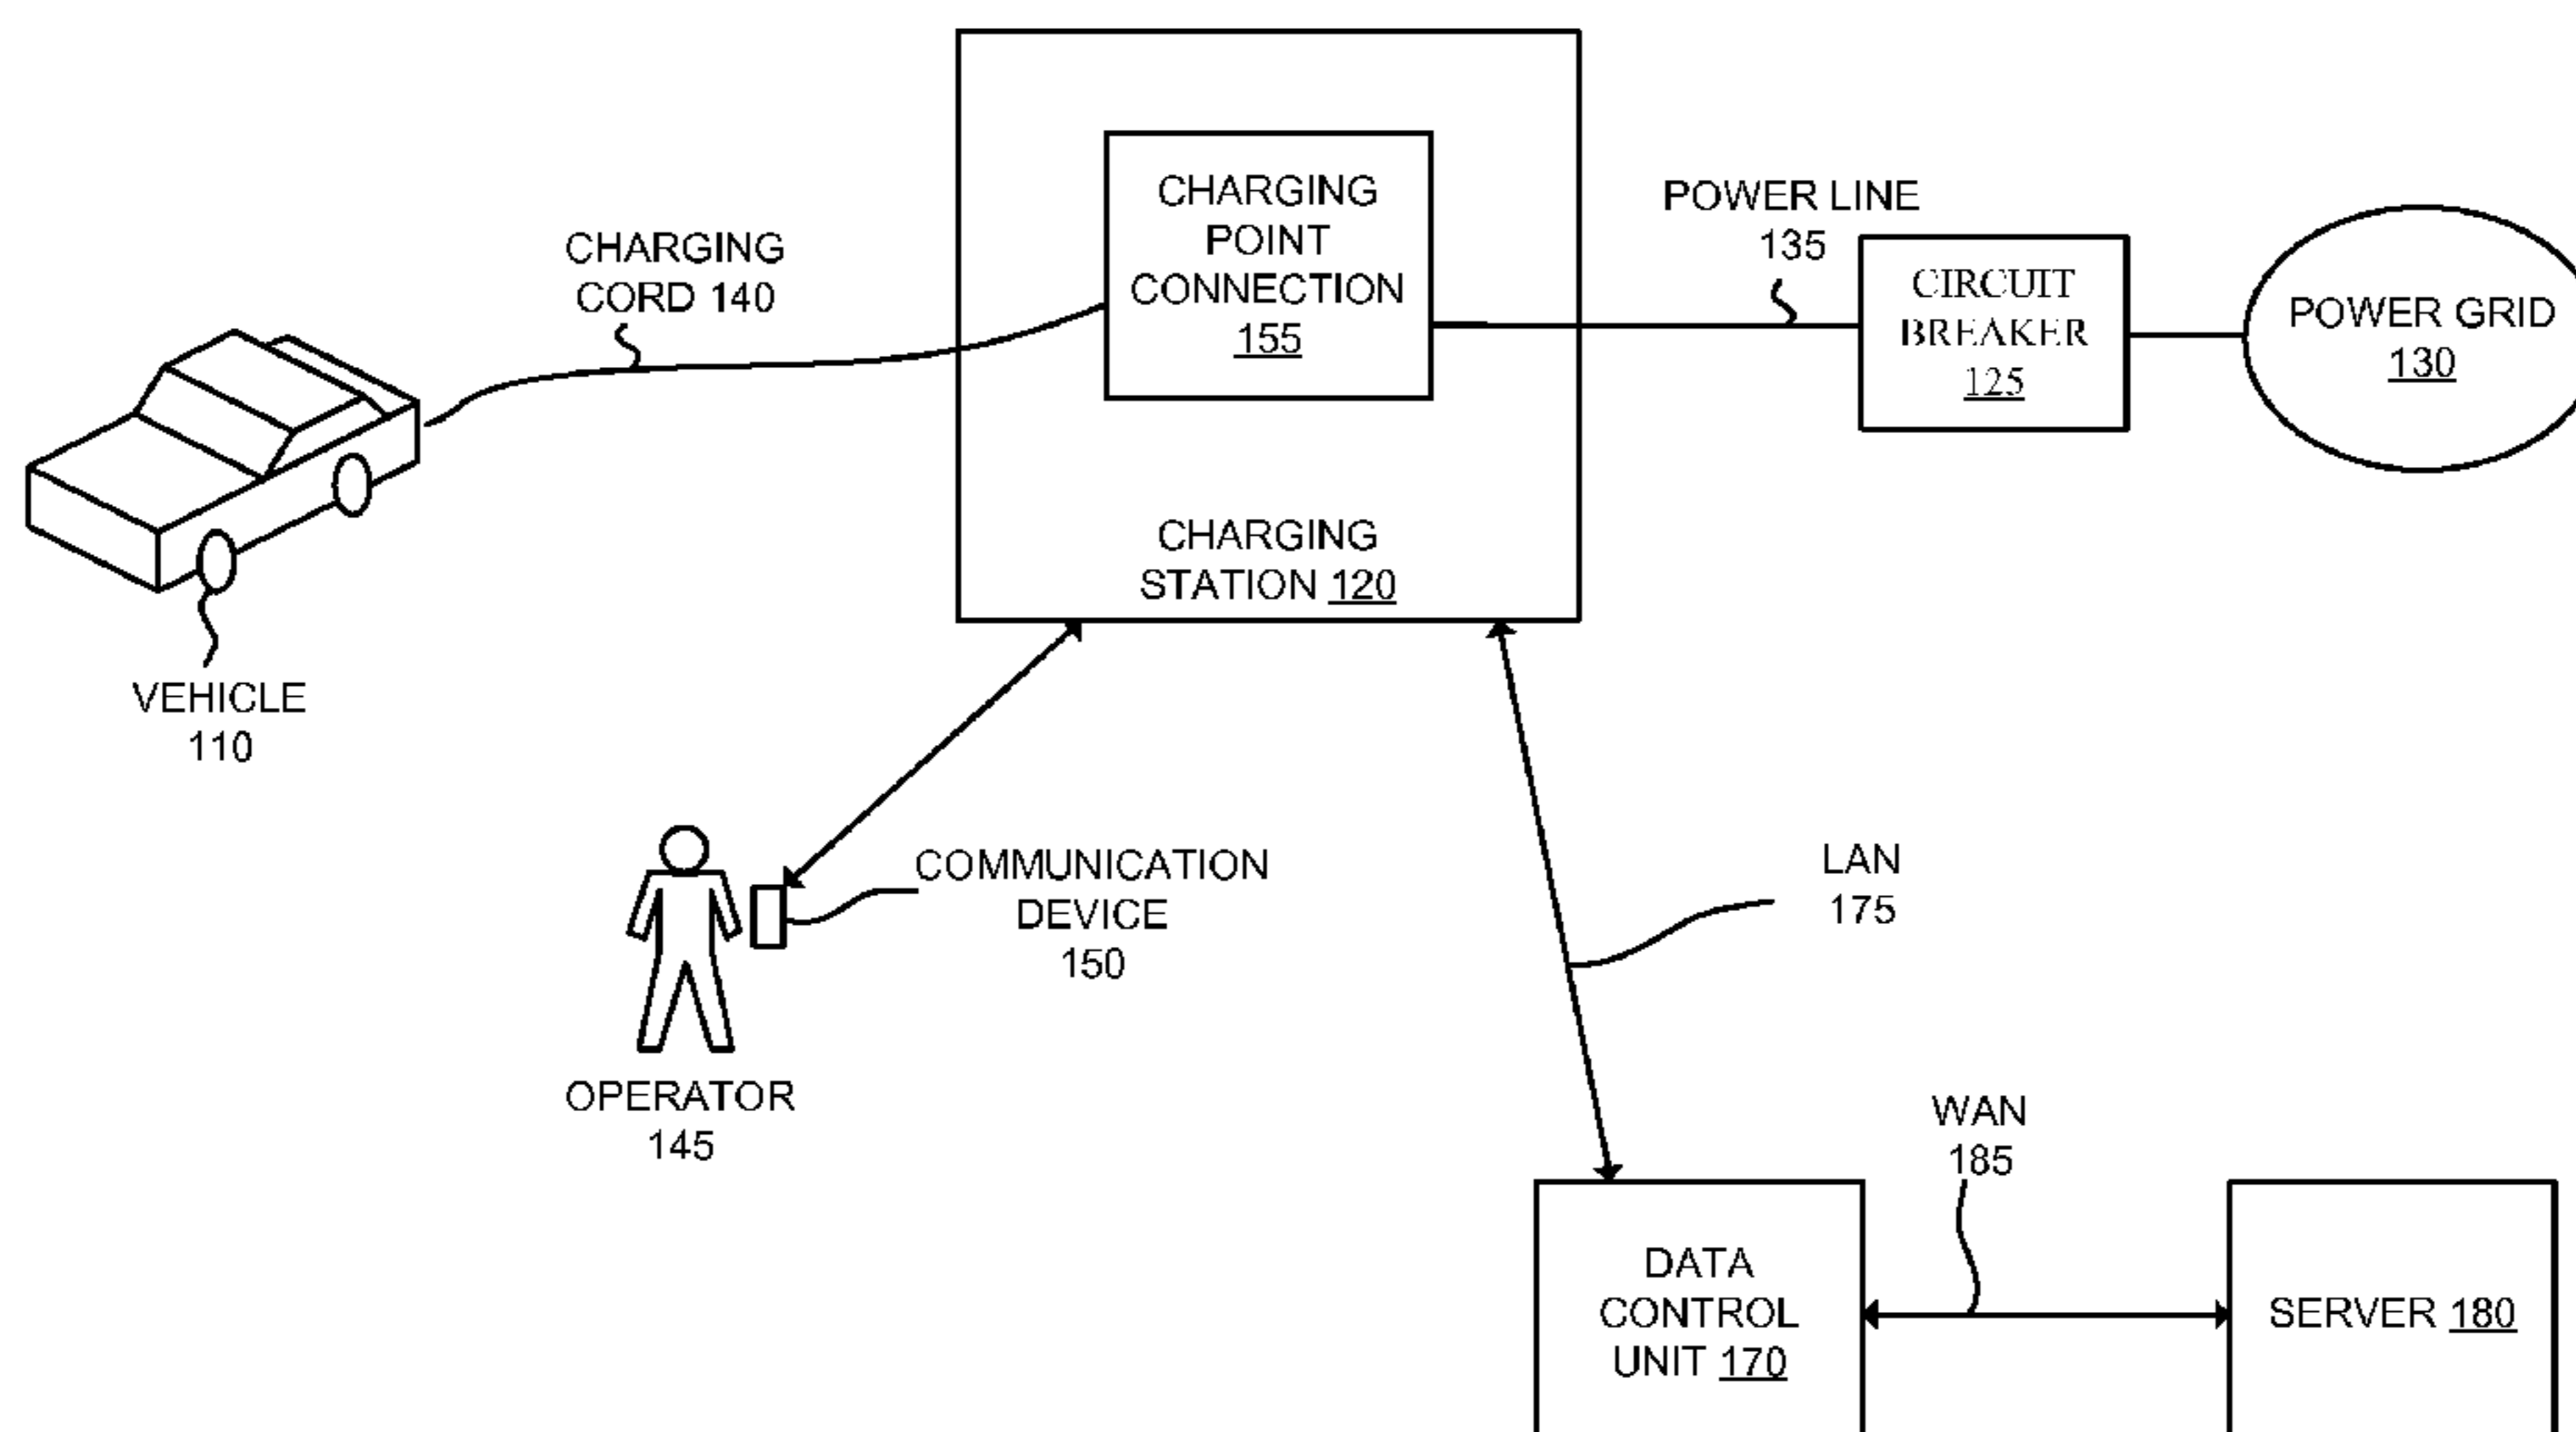 CHARGING
POINT
CONNECTION
155
CHARGING
STATION 120
POWER LINE
135
CIRCUIT
BREAKER
125
POWER GRID
130
CHARGING
CORD 140
VEHICLE
110
COMMUNICATION
DEVICE
150
OPERATOR
145
LAN
175
WAN
185
DATA
CONTROL
UNIT 170
SERVER 180